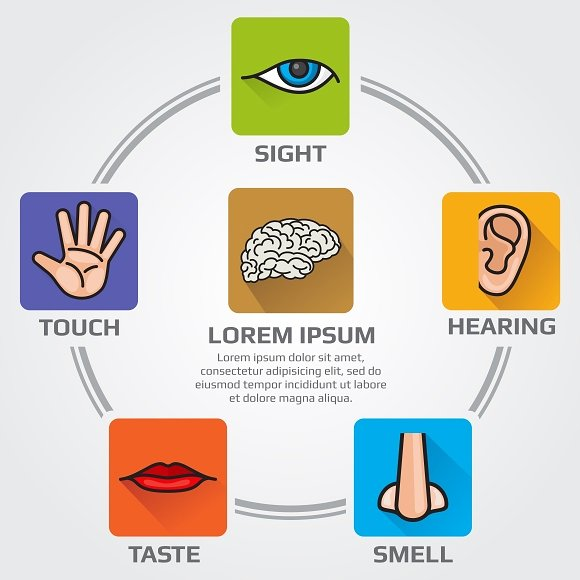 SIGHT
TOUCH
HEARING
LOREM IPSUM
Lorem ipsum dolor sit amet,
consectetur adipisicing elit, sed do
eiusmod tempor incididunt ut labore
et dolore magna aliqua.
TASTE
SMELL